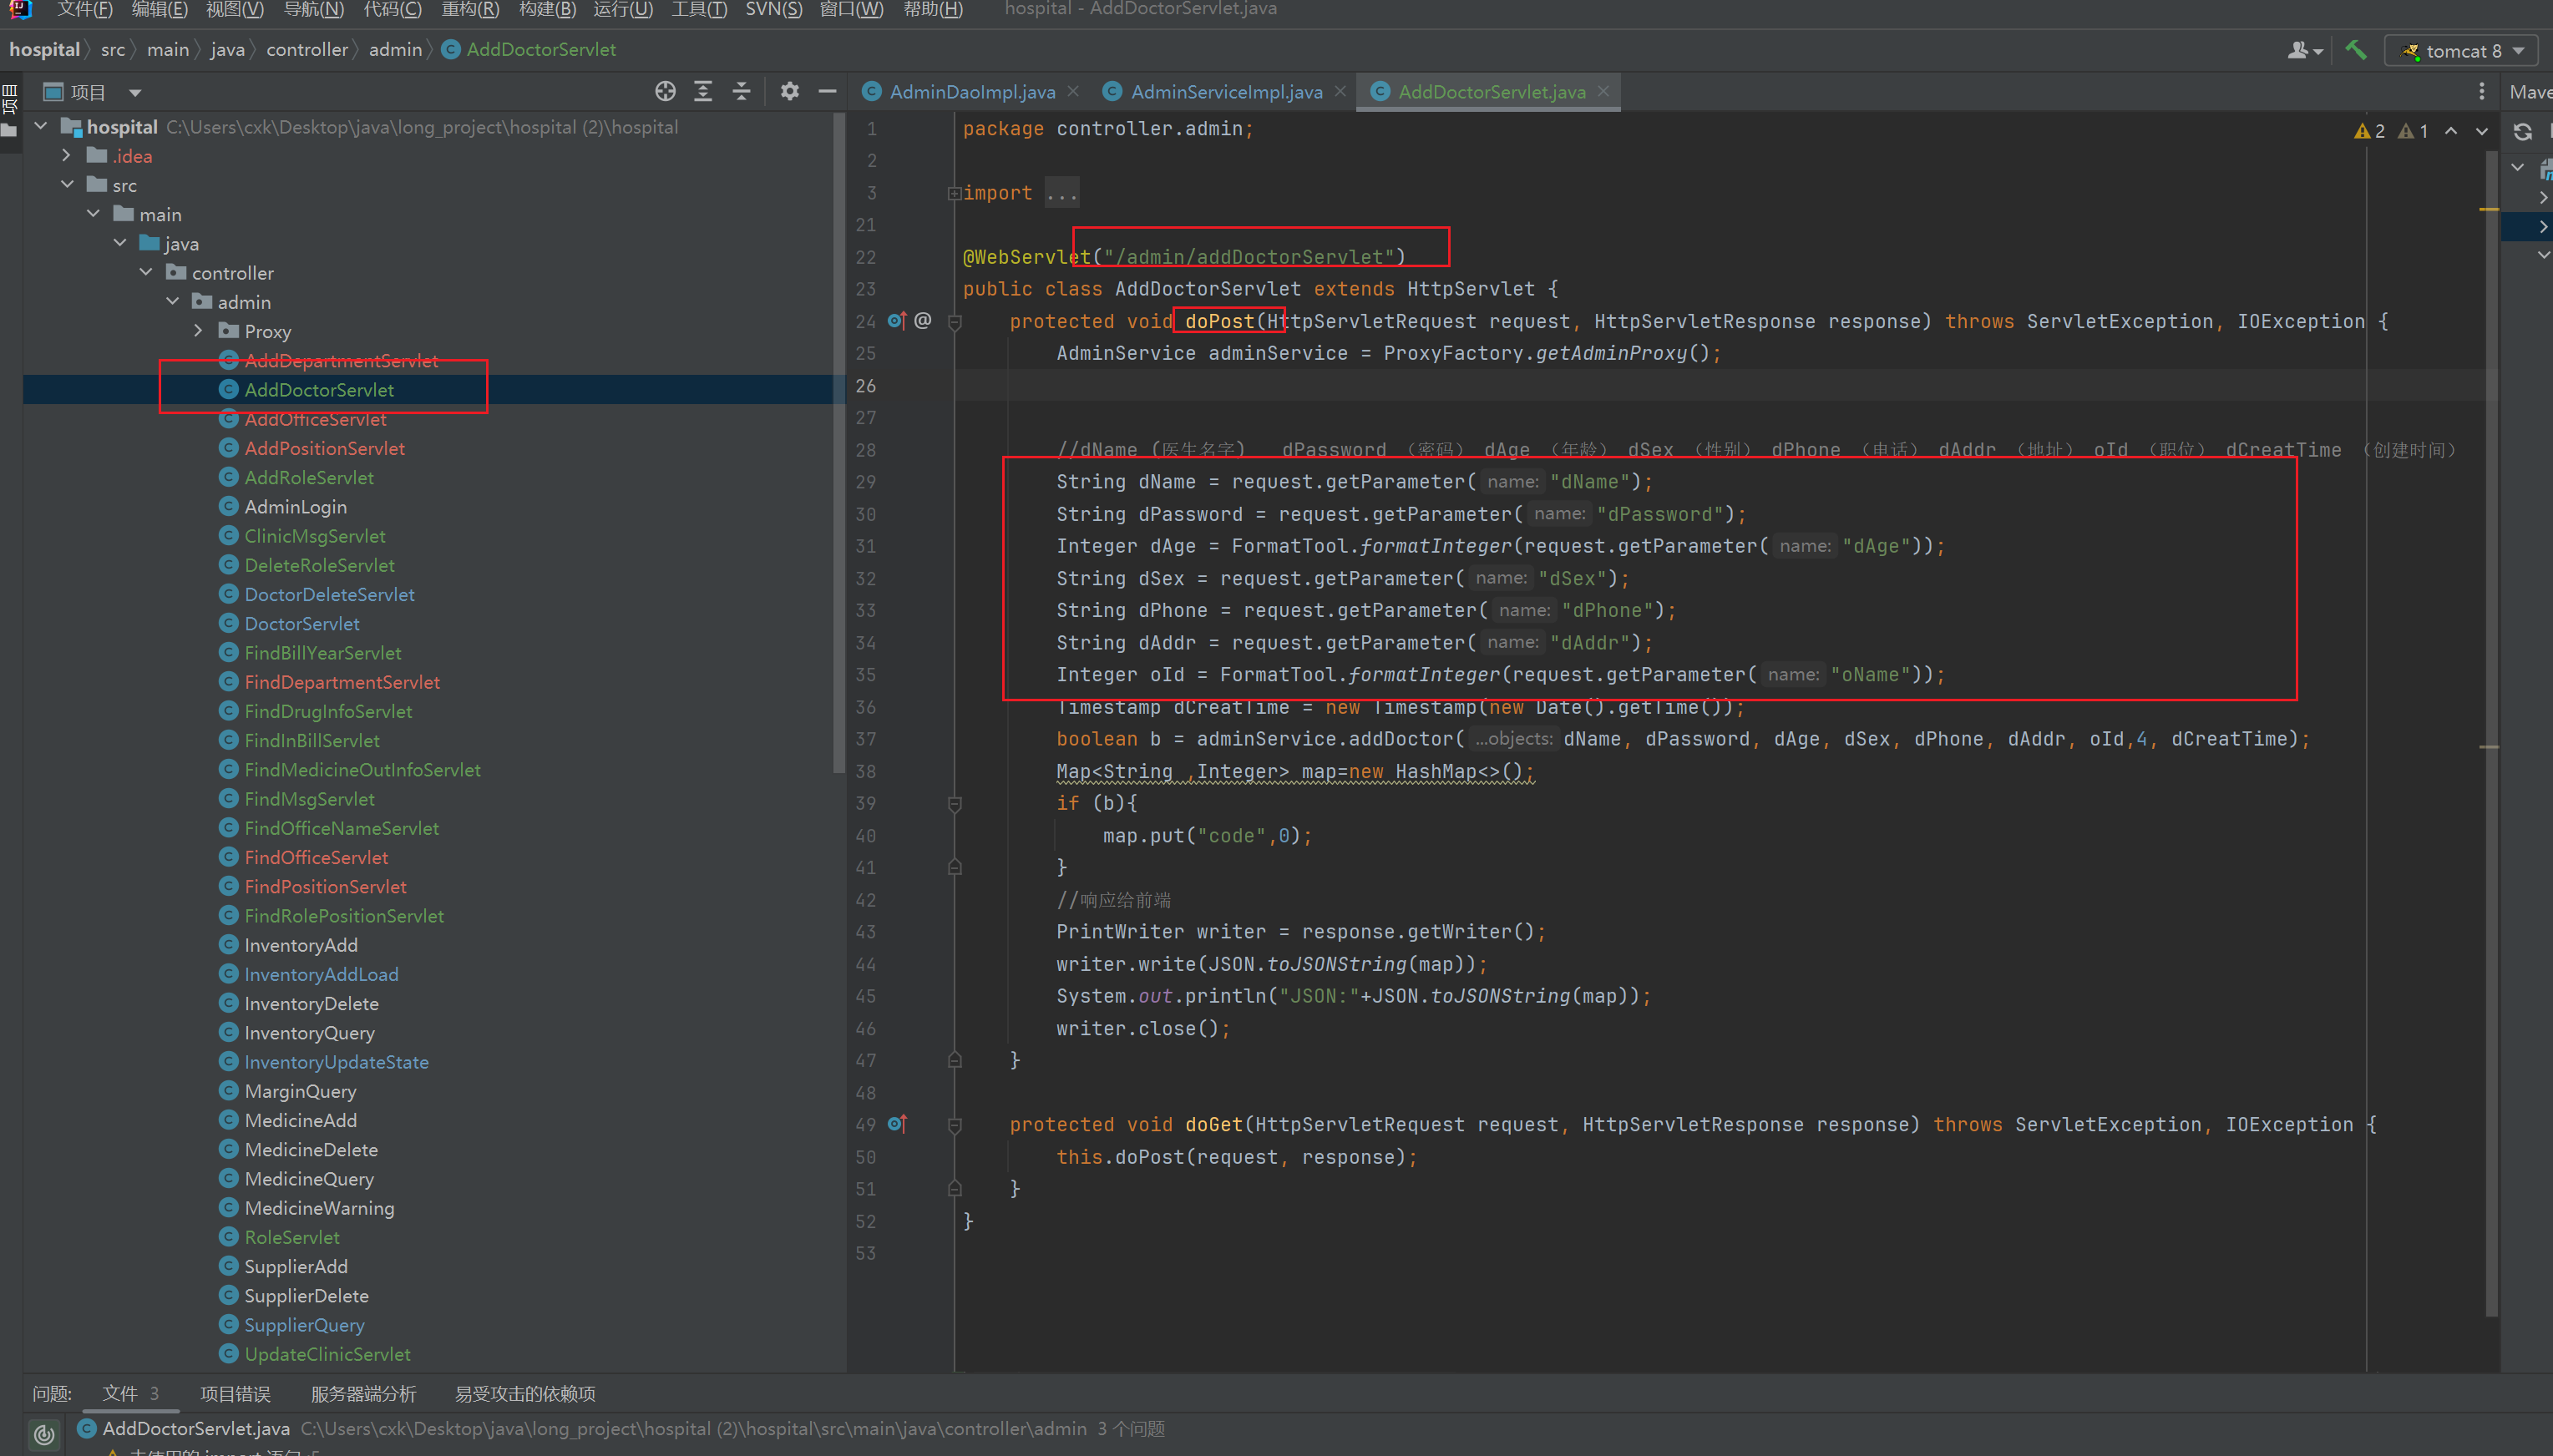 文件(F) 编辑(E) 视图(V) 导航(N) 代码(C) 重构(R) 构建(B) 运行(U) 工具(T) SVN(S) 窗口(W) 帮助(H) hospital - AddDoctorServlet.java
hospital src main java controller admin AddDoctorServlet tomcat 8
项目
项目
AdminDaoImpl.java AdminServiceImpl.java AddDoctorServlet.java
hospital C:\Users\cxk\Desktop\java\long_project\hospital (2)\hospital
.idea
src
main
java
controller
admin
Proxy
AddDepartmentServlet
AddDoctorServlet
AddOfficeServlet
AddPositionServlet
AddRoleServlet
AdminLogin
ClinicMsgServlet
DeleteRoleServlet
DoctorDeleteServlet
DoctorServlet
FindBillYearServlet
FindDepartmentServlet
FindDrugInfoServlet
FindInBillServlet
FindMedicineOutInfoServlet
FindMsgServlet
FindOfficeNameServlet
FindOfficeServlet
FindPositionServlet
FindRolePositionServlet
InventoryAdd
InventoryAddLoad
InventoryDelete
InventoryQuery
InventoryUpdateState
MarginQuery
MedicineAdd
MedicineDelete
MedicineQuery
MedicineWarning
RoleServlet
SupplierAdd
SupplierDelete
SupplierQuery
UpdateClinicServlet
2 1
1 package controller.admin;
2
3 import ...
21
22 @WebServlet("/admin/addDoctorServlet")
23 public class AddDoctorServlet extends HttpServlet {
24 @ protected void doPost(HttpServletRequest request, HttpServletResponse response) throws ServletException, IOException {
25 AdminService adminService = ProxyFactory.getAdminProxy();
26
27
28 //dName (医生名字) dPassword （密码） dAge （年龄） dSex （性别） dPhone （电话） dAddr （地址） oId （职位） dCreatTime （创建时间）
29 String dName = request.getParameter( name: "dName");
30 String dPassword = request.getParameter( name: "dPassword");
31 Integer dAge = FormatTool.formatInteger(request.getParameter( name: "dAge"));
32 String dSex = request.getParameter( name: "dSex");
33 String dPhone = request.getParameter( name: "dPhone");
34 String dAddr = request.getParameter( name: "dAddr");
35 Integer oId = FormatTool.formatInteger(request.getParameter( name: "oName"));
36 Timestamp dCreatTime = new Timestamp(new Date().getTime());
37 boolean b = adminService.addDoctor( ...objects: dName, dPassword, dAge, dSex, dPhone, dAddr, oId,4, dCreatTime);
38 Map<String ,Integer> map=new HashMap<>();
39 if (b){
40 map.put("code",0);
41 }
42 //响应给前端
43 PrintWriter writer = response.getWriter();
44 writer.write(JSON.toJSONString(map));
45 System.out.println("JSON:"+JSON.toJSONString(map));
46 writer.close();
47 }
48
49 protected void doGet(HttpServletRequest request, HttpServletResponse response) throws ServletException, IOException {
50 this.doPost(request, response);
51 }
52 }
53
问题: 文件 3 项目错误 服务器端分析 易受攻击的依赖项
AddDoctorServlet.java C:\Users\cxk\Desktop\java\long_project\hospital (2)\hospital\src\main\java\controller\admin 3 个问题